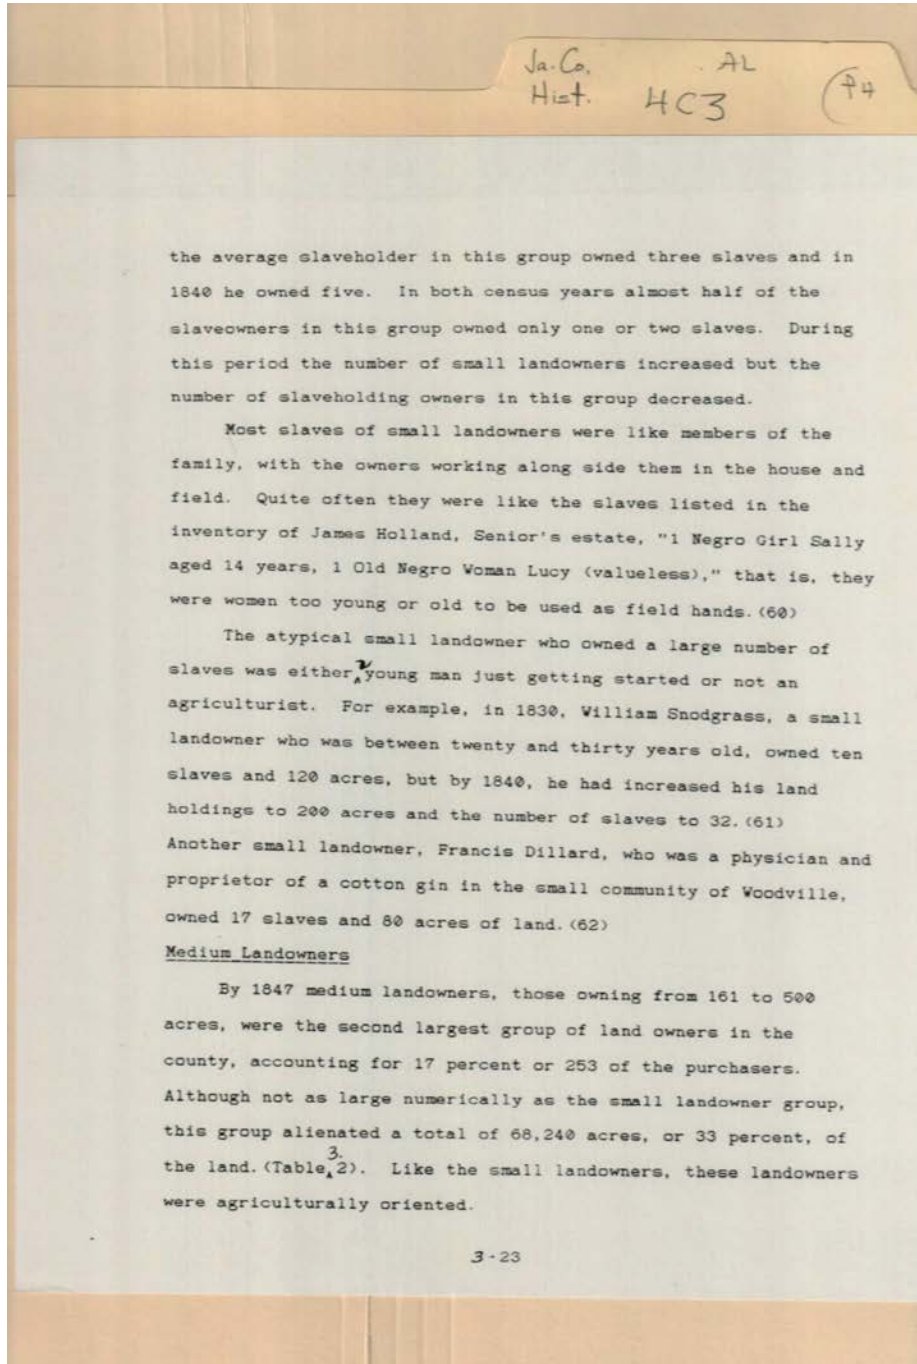 Ja. Co. AL
Hist. 4C3 P4
the average slaveholder in this group owned three slaves and in
1840 he owned five. In both census years almost half of the
slaveowners in this group owned only one or two slaves. During
this period the number of small landowners increased but the
number of slaveholding owners in this group decreased.
Most slaves of small landowners were like members of the
family, with the owners working along side them in the house and
field. Quite often they were like the slaves listed in the
inventory of James Holland, Senior's estate, "1 Negro Girl Sally
aged 14 years, 1 Old Negro Woman Lucy (valueless)," that is, they
were women too young or old to be used as field hands.(60)
The atypical small landowner who owned a large number of
slaves was either young man just getting started or not an
agriculturist. For example, in 1830, William Snodgrass, a small
landowner who was between twenty and thirty years old, owned ten
slaves and 120 acres, but by 1840, he had increased his land
holdings to 200 acres and the number of slaves to 32.(61)
Another small landowner, Francis Dillard, who was a physician and
proprietor of a cotton gin in the small community of Woodville,
owned 17 slaves and 80 acres of land.(62)
Medium Landowners
By 1847 medium landowners, those owning from 161 to 500
acres, were the second largest group of land owners in the
county, accounting for 17 percent or 253 of the purchasers.
Although not as large numerically as the small landowner group,
this group alienated a total of 68,240 acres, or 33 percent, of
the land.(Table 3.2). Like the small landowners, these landowners
were agriculturally oriented.
3-23